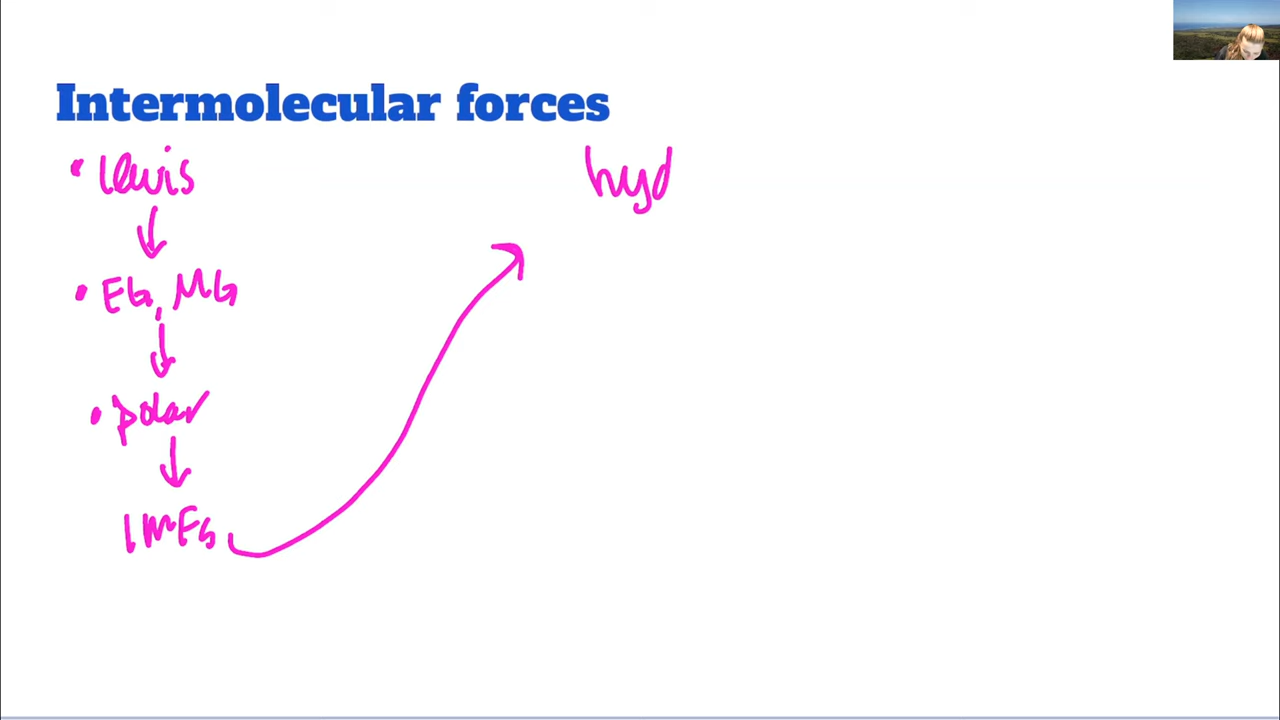 Intermolecular forces
• lewis
• EG, MG
• polar
IMFs
hyd